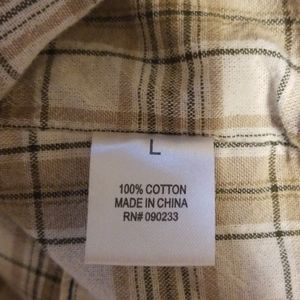 L
100% COTTON
MADE IN CHINA
RN# 090233